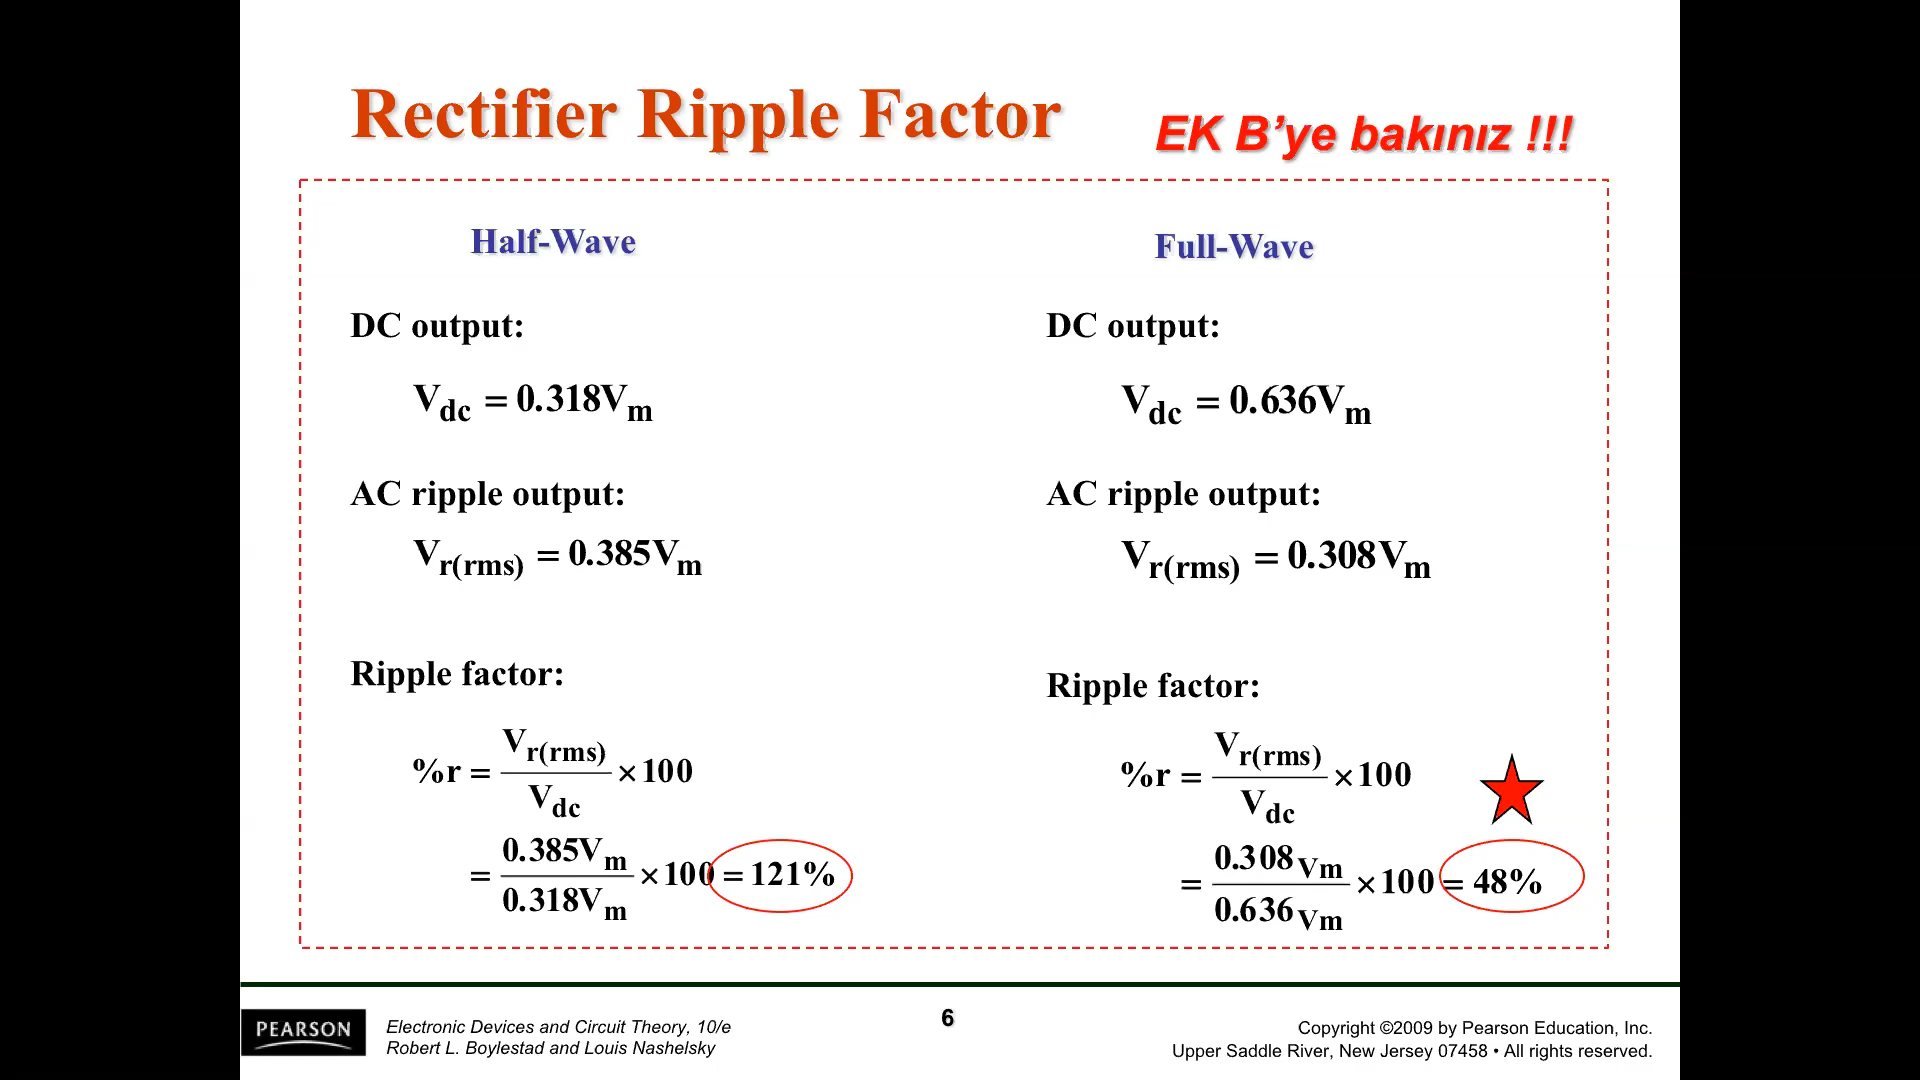 Rectifier Ripple Factor
EK B’ye bakınız !!!
Half-Wave
DC output:
Vdc = 0.318Vm
AC ripple output:
Vr(rms) = 0.385Vm
Ripple factor:
%r = Vr(rms) / Vdc ×100
= 0.385Vm / 0.318Vm ×100 = 121%
Full-Wave
DC output:
Vdc = 0.636Vm
AC ripple output:
Vr(rms) = 0.308Vm
Ripple factor:
%r = Vr(rms) / Vdc ×100
= 0.308Vm / 0.636Vm ×100 = 48%
PEARSON
Electronic Devices and Circuit Theory, 10/e
Robert L. Boylestad and Louis Nashelsky
6
Copyright ©2009 by Pearson Education, Inc.
Upper Saddle River, New Jersey 07458 • All rights reserved.